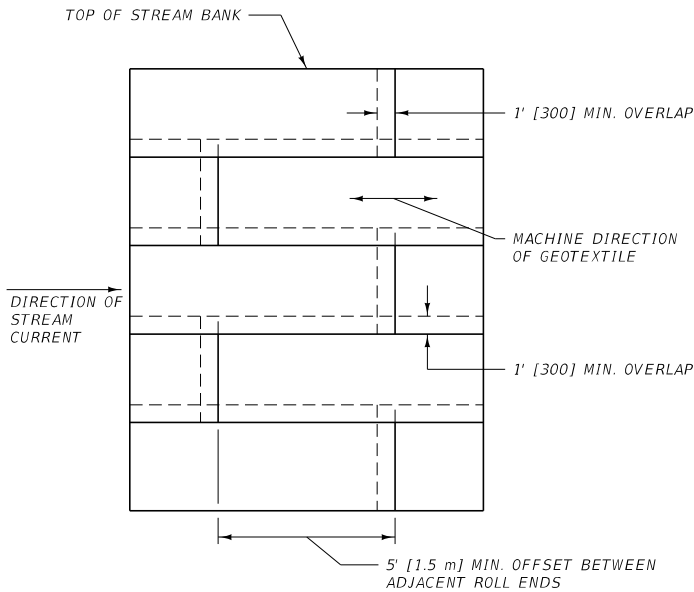 TOP OF STREAM BANK
1' [300] MIN. OVERLAP
MACHINE DIRECTION
OF GEOTEXTILE
DIRECTION OF
STREAM
CURRENT
1' [300] MIN. OVERLAP
5' [1.5 m] MIN. OFFSET BETWEEN
ADJACENT ROLL ENDS